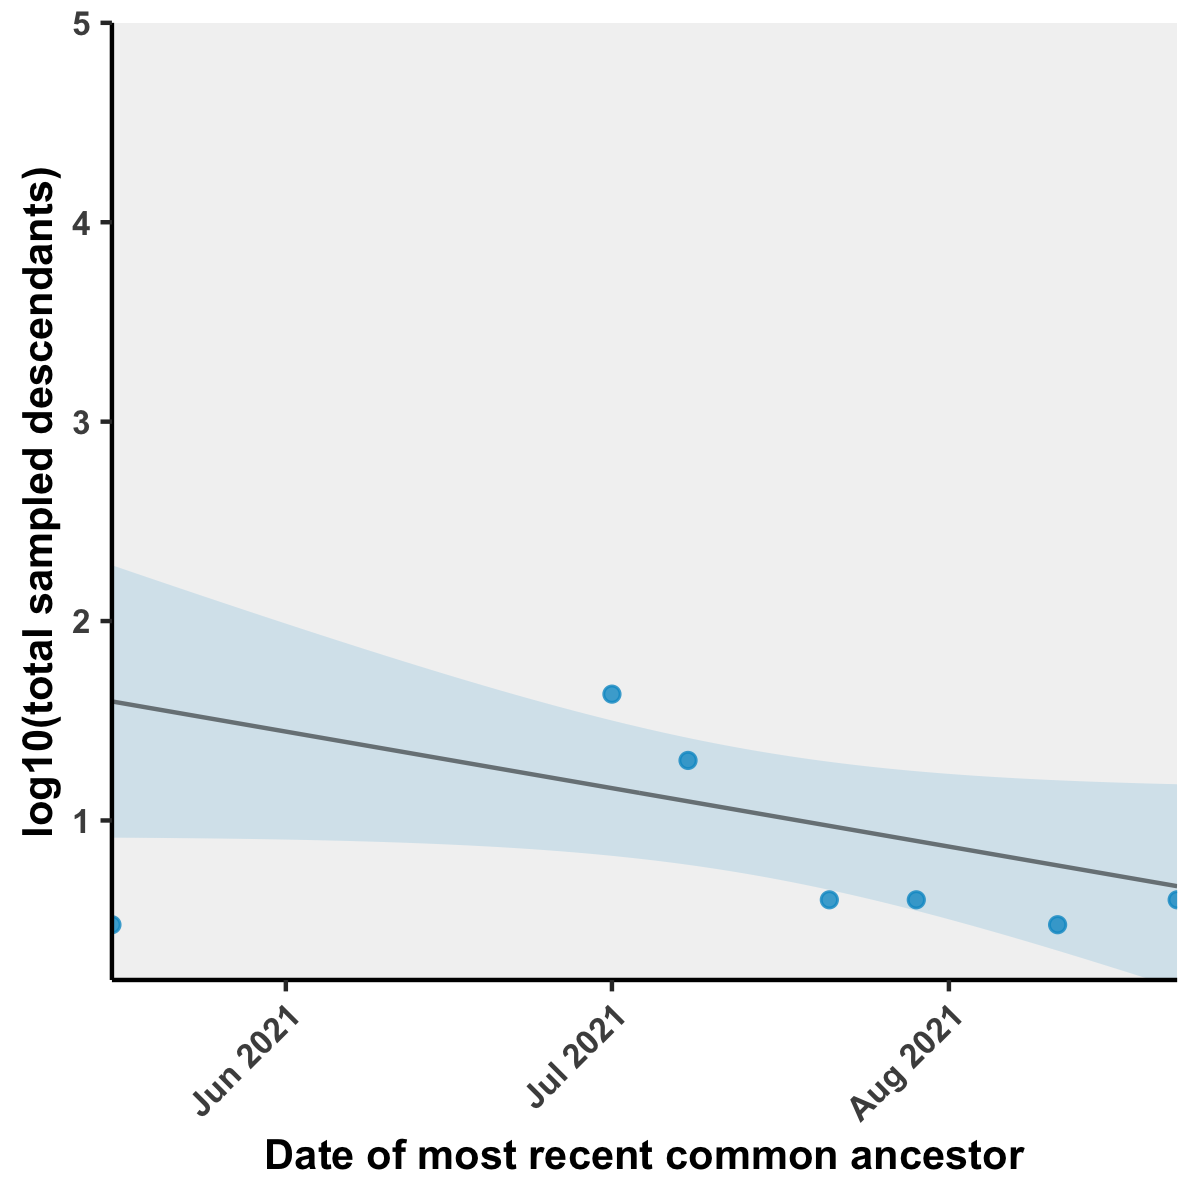 log10(total sampled descendants)
5
4
3
2
1
Jun 2021
Jul 2021
Aug 2021
Date of most recent common ancestor